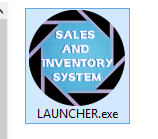 SALES
AND
INVENTORY
SYSTEM
LAUNCHER.exe